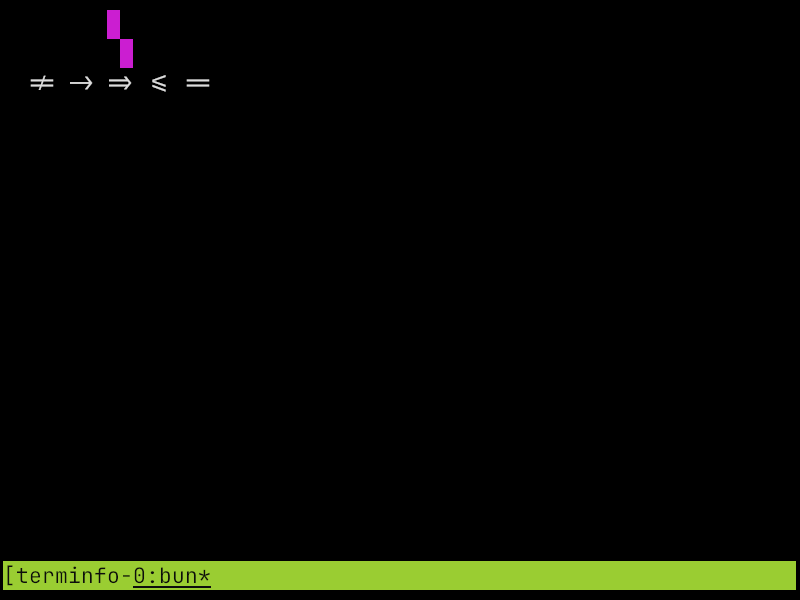 != -> => <= ==
[terminfo-0:bun*